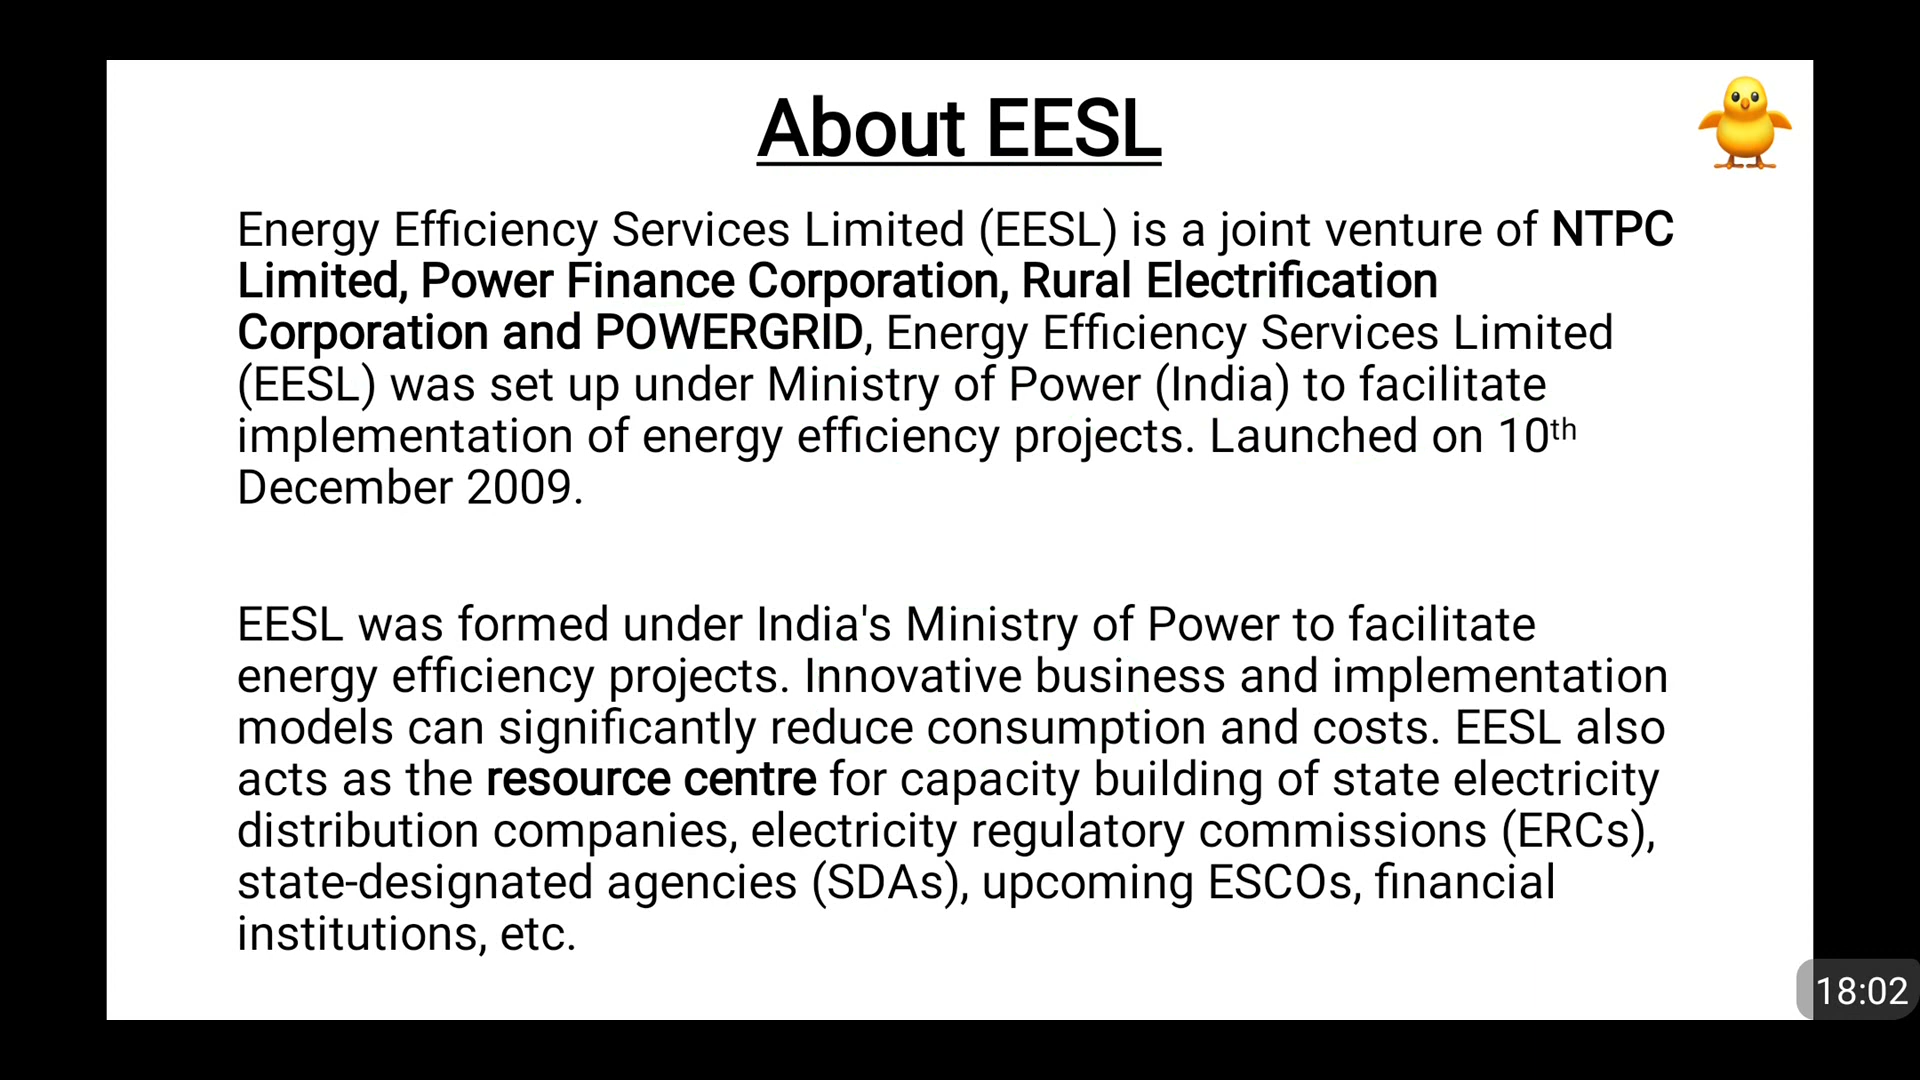 About EESL
Energy Efficiency Services Limited (EESL) is a joint venture of NTPC
Limited, Power Finance Corporation, Rural Electrification
Corporation and POWERGRID, Energy Efficiency Services Limited
(EESL) was set up under Ministry of Power (India) to facilitate
implementation of energy efficiency projects. Launched on 10th
December 2009.
EESL was formed under India's Ministry of Power to facilitate
energy efficiency projects. Innovative business and implementation
models can significantly reduce consumption and costs. EESL also
acts as the resource centre for capacity building of state electricity
distribution companies, electricity regulatory commissions (ERCs),
state-designated agencies (SDAs), upcoming ESCOs, financial
institutions, etc.
18:02